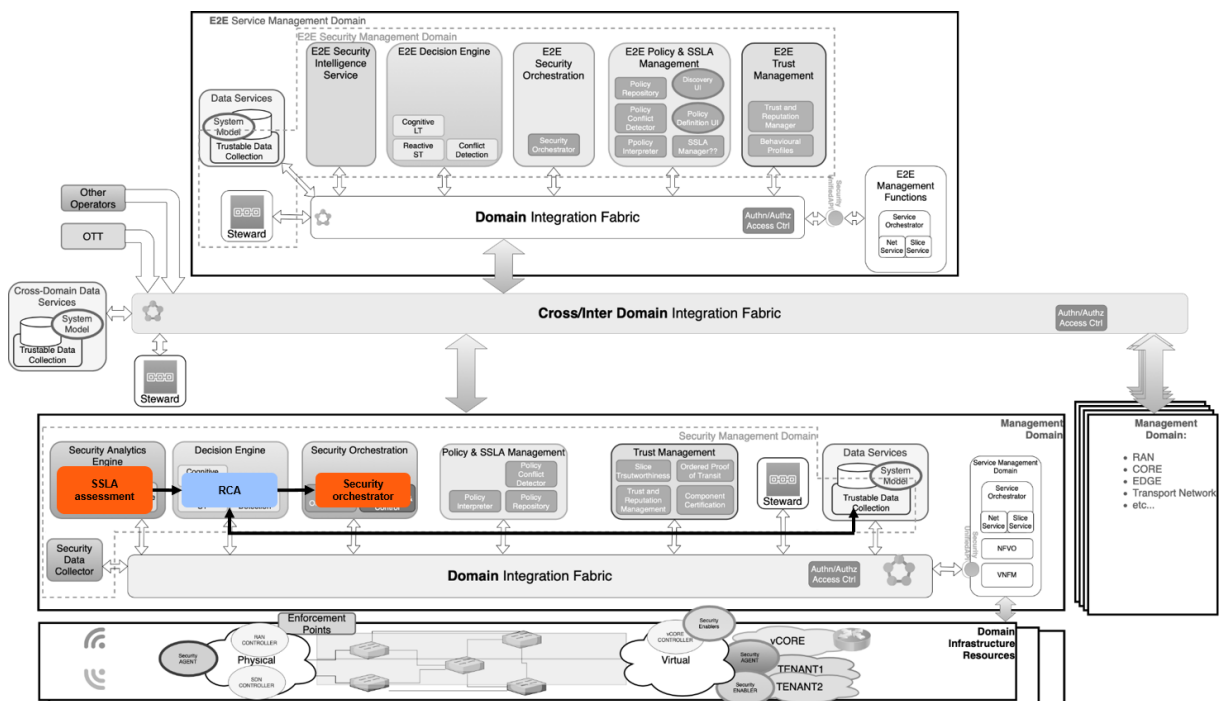 E2E Service Management Domain
E2E Security Management Domain
E2E Security
Intelligence
Service
E2E Decision Engine
Cognitive
LT
Reactive
ST
Conflict
Detection
E2E
Security
Orchestration
Security
Orchestrator
E2E Policy & SSLA
Management
Policy
Repository
Discovery
UI
Policy
Conflict
Detector
Policy
Definition UI
Ppolicy
Interpreter
SSLA
Manager??
E2E
Trust
Management
Trust and
Reputation
Manager
Behavioural
Profiles
Data Services
System
Model
Trustable Data
Collection
Steward
Domain Integration Fabric
Authn/Authz
Access Ctrl
Security
UnifiedAPI
E2E
Management
Functions
Service
Orchestrator
Net
Service
Slice
Service
Other
Operators
OTT
Cross-Domain Data
Services
System
Model
Trustable Data
Collection
Cross/Inter Domain Integration Fabric
Authn/Authz
Access Ctrl
Steward
Management
Domain
Security Management Domain
Security Analytics
Engine
SSLA
assessment
Decision Engine
Cognitive
RCA
Security Orchestration
Security
orchestrator
Policy & SSLA Management
Policy
Conflict
Detector
Policy
Interpreter
Policy
Repository
Trust Management
Slice
Trsutworthiness
Ordered Proof
of Transit
Trust and
Reputation
Management
Component
Certification
Steward
Data Services
System
Model
Trustable Data
Collection
Service Management
Domain
Service
Orchestrator
Net
Service
Slice
Service
NFVO
VNFM
Security
UnifiedAPI
Security
Data
Collector
Domain Integration Fabric
Authn/Authz
Access Ctrl
Management
Domain:
• RAN
• CORE
• EDGE
• Transport Network
• etc...
Enforcement
Points
RAN
CONTROLLER
Security
AGENT
Physical
SDN
CONTROLLER
vCORE
CONTROLLER
Security
Enablers
Virtual
vCORE
Security
AGENT
TENANT1
Security
ENABLER
TENANT2
Domain
Infrastructure
Resources